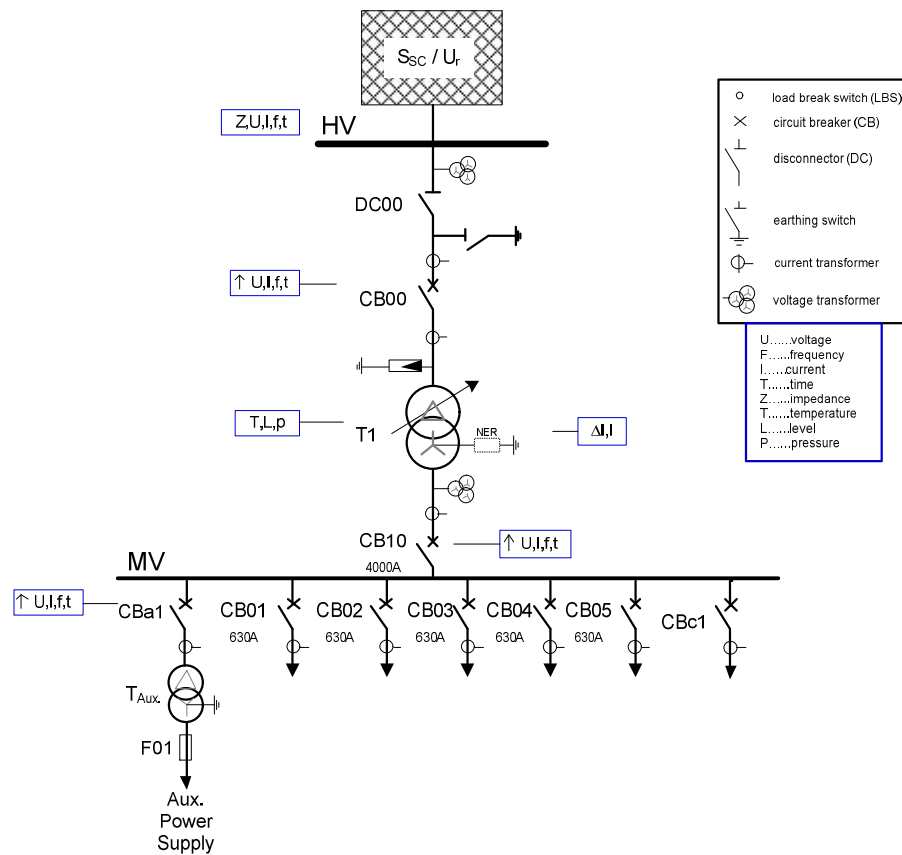 S_SC / U_r
Z,U,I,f,t
HV
DC00
↑ U,I,f,t
CB00
T,L,p
T1
NER
ΔI,I
CB10
4000A
↑ U,I,f,t
MV
↑ U,I,f,t
CBa1
CB01
630A
CB02
630A
CB03
630A
CB04
630A
CB05
630A
CBc1
T_Aux.
F01
Aux.
Power
Supply
load break switch (LBS)
circuit breaker (CB)
disconnector (DC)
earthing switch
current transformer
voltage transformer
U......voltage
F......frequency
I......current
T......time
Z......impedance
T......temperature
L......level
P......pressure